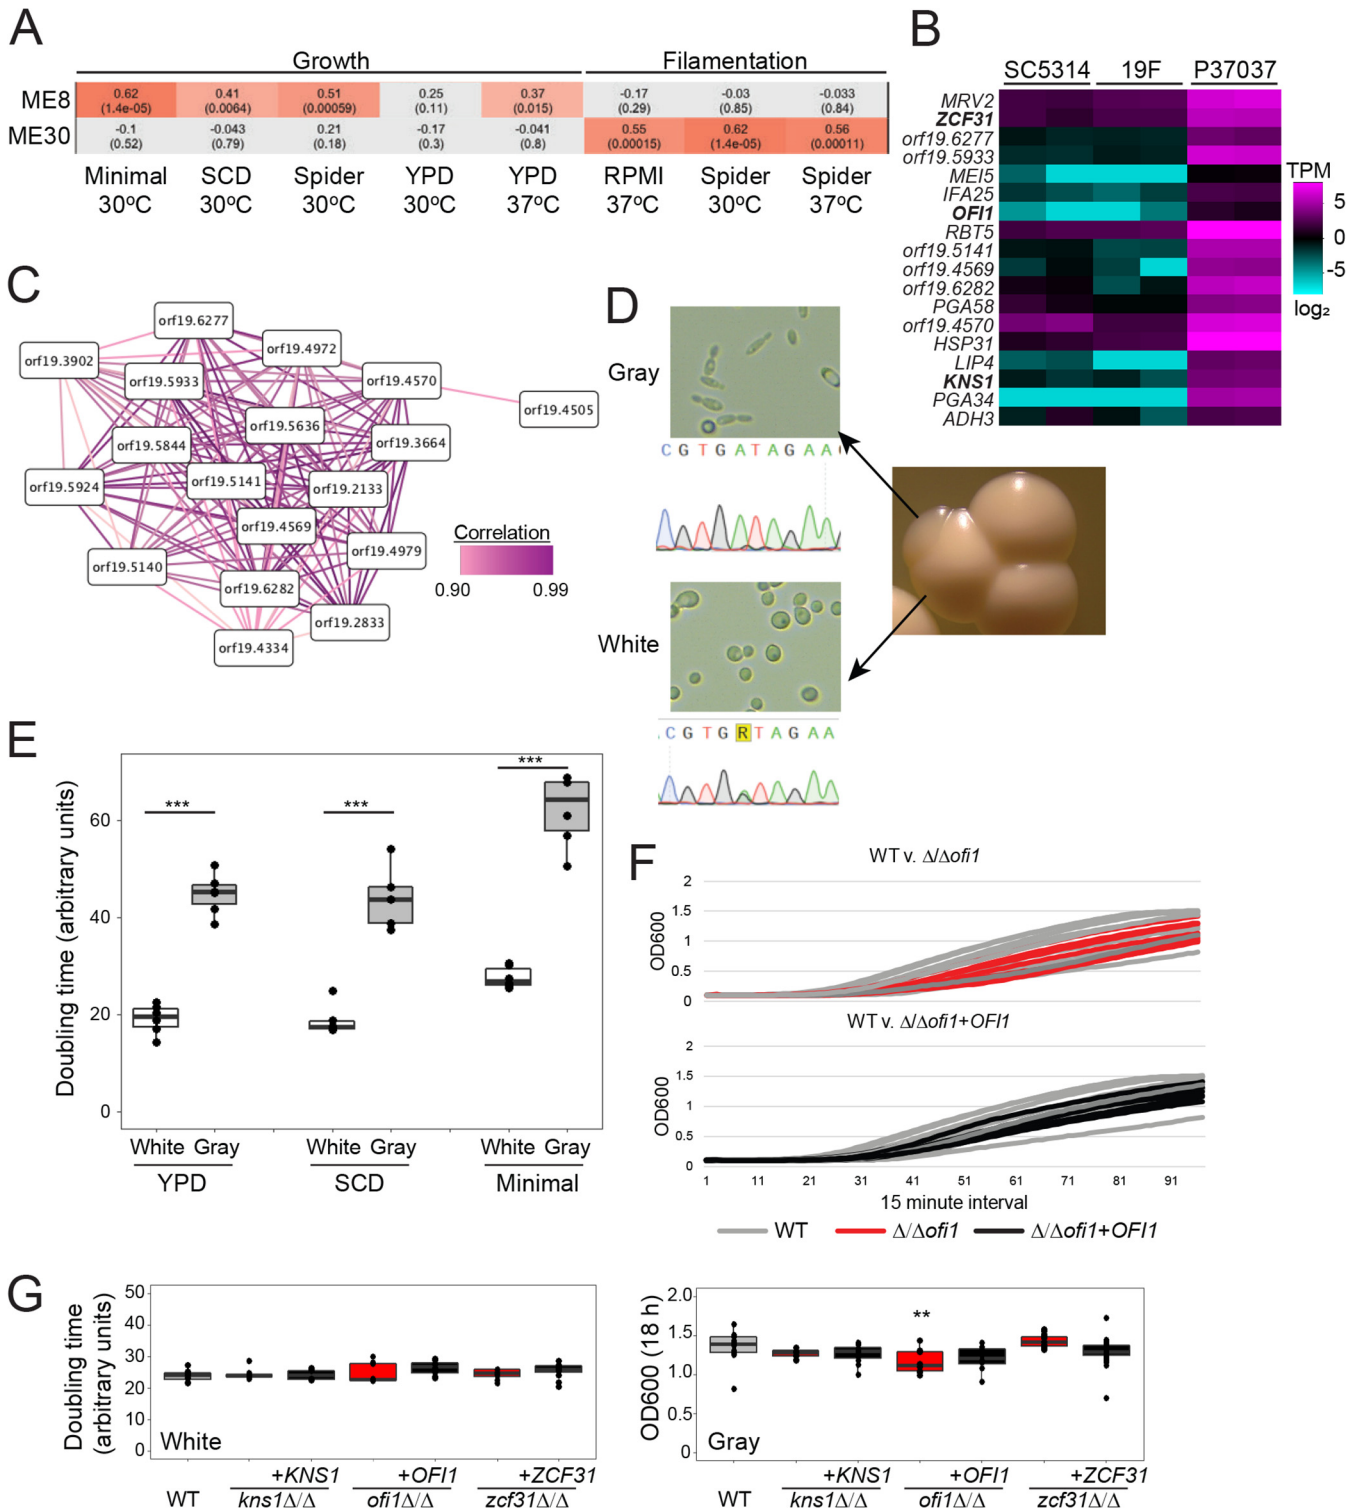 A
Growth Filamentation
ME8 0.62 0.41 0.51 0.25 0.37 -0.17 -0.03 -0.033
(1.4e-05) (0.0064) (0.00059) (0.11) (0.015) (0.29) (0.85) (0.84)
ME30 -0.1 -0.043 0.21 -0.17 -0.041 0.55 0.62 0.56
(0.52) (0.79) (0.18) (0.3) (0.8) (0.00015) (1.4e-05) (0.00011)
Minimal SCD Spider YPD YPD RPMI Spider Spider
30ºC 30ºC 30ºC 30ºC 37ºC 37ºC 30ºC 37ºC
B
SC5314 19F P37037
MRV2
ZCF31
orf19.6277
orf19.5933
MEI5
IFA25
OFI1
RBT5
orf19.5141
orf19.4569
orf19.6282
PGA58
orf19.4570
HSP31
LIP4
KNS1
PGA34
ADH3
TPM
5
0
-5
log₂
C
orf19.6277
orf19.3902
orf19.4972
orf19.5933
orf19.4570
orf19.4505
orf19.5636
orf19.5844
orf19.3664
orf19.5924
orf19.5141
orf19.2133
orf19.4569
orf19.4979
orf19.5140
orf19.6282
orf19.2833
orf19.4334
Correlation
0.90 0.99
D
Gray
C G T G A T A G A A
White
C G T G R T A G A A
E
Doubling time (arbitrary units)
60
40
20
0
*** *** ***
White Gray White Gray White Gray
YPD SCD Minimal
F
WT v. Δ/Δofi1
OD600
2
1.5
1
0.5
0
WT v. Δ/Δofi1+OFI1
OD600
2
1.5
1
0.5
0
1 11 21 31 41 51 61 71 81 91
15 minute interval
WT Δ/Δofi1 Δ/Δofi1+OFI1
G
Doubling time
(arbitrary units)
50
40
30
20
10
0
White
+KNS1 +OFI1 +ZCF31
WT kns1Δ/Δ ofi1Δ/Δ zcf31Δ/Δ
OD600 (18 h)
2.0
1.5
1.0
0.5
0
**
Gray
+KNS1 +OFI1 +ZCF31
WT kns1Δ/Δ ofi1Δ/Δ zcf31Δ/Δ